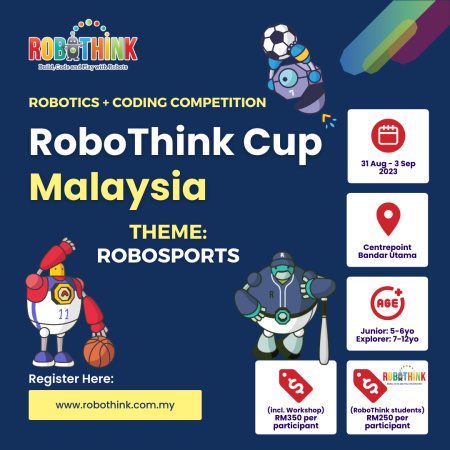 ROBOTHINK
Build, Code and Play with Robots
ROBOTICS + CODING COMPETITION
RoboThink Cup
Malaysia
THEME:
ROBOSPORTS
31 Aug - 3 Sep
2023
Centrepoint
Bandar Utama
AGE+
Junior: 5-6yo
Explorer: 7-12yo
11
R
R
Register Here:
www.robothink.com.my
$
(incl. Workshop)
RM350 per
participant
$
ROBOTHINK
(RoboThink students)
RM250 per
participant